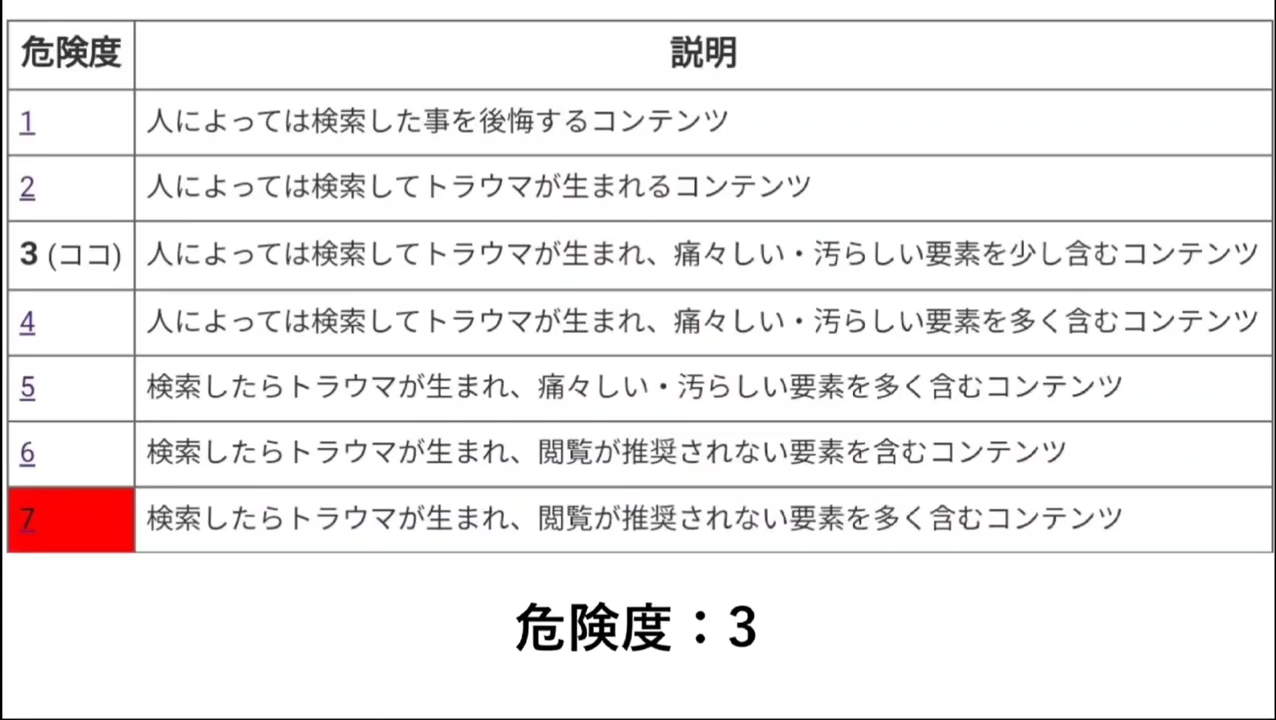 危険度 説明
1 人によっては検索した事を後悔するコンテンツ
2 人によっては検索してトラウマが生まれるコンテンツ
3 (ココ) 人によっては検索してトラウマが生まれ、痛々しい・汚らしい要素を少し含むコンテンツ
4 人によっては検索してトラウマが生まれ、痛々しい・汚らしい要素を多く含むコンテンツ
5 検索したらトラウマが生まれ、痛々しい・汚らしい要素を多く含むコンテンツ
6 検索したらトラウマが生まれ、閲覧が推奨されない要素を含むコンテンツ
7 検索したらトラウマが生まれ、閲覧が推奨されない要素を多く含むコンテンツ
危険度：3